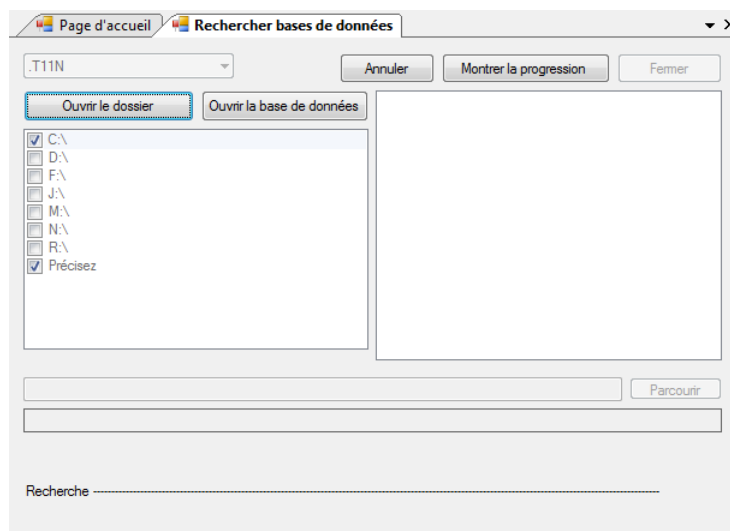 Page d'accueil Rechercher bases de données
.T11N Annuler Montrer la progression Fermer
Ouvrir le dossier Ouvrir la base de données
C:\
D:\
F:\
J:\
M:\
N:\
R:\
Précisez
Parcourir
Recherche